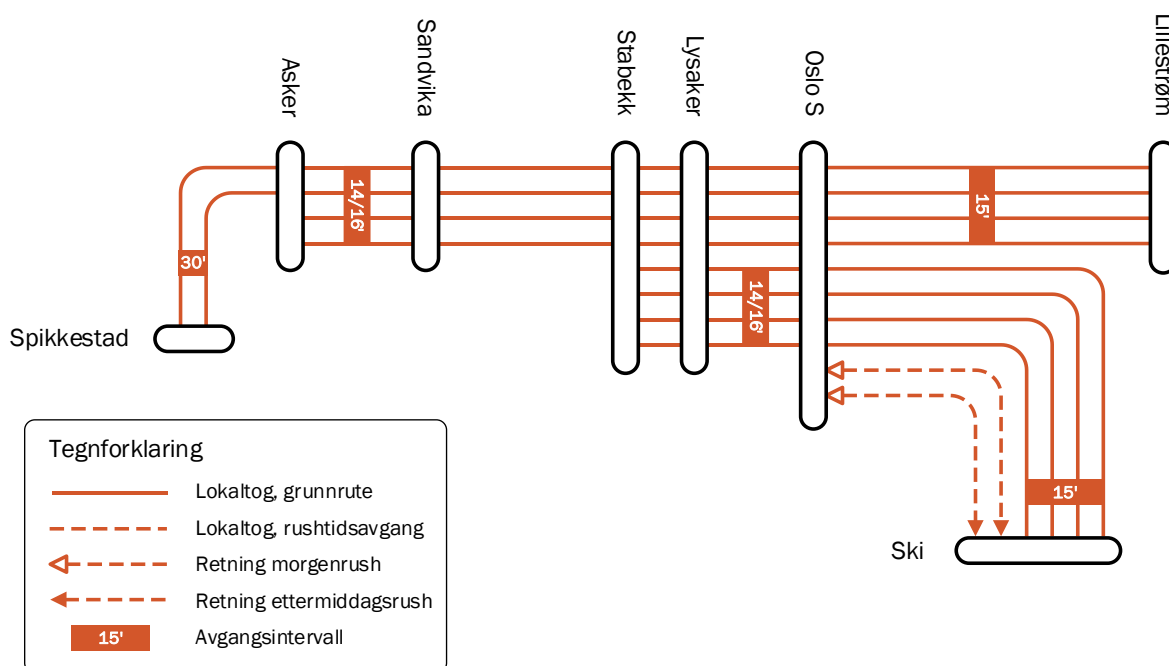 Asker
Sandvika
Stabekk
Lysaker
Oslo S
Lillestrøm
14/16'
15'
30'
14/16'
Spikkestad
15'
Ski
Tegnforklaring
Lokaltog, grunnrute
Lokaltog, rushtidsavgang
Retning morgenrush
Retning ettermiddagsrush
15' Avgangsintervall